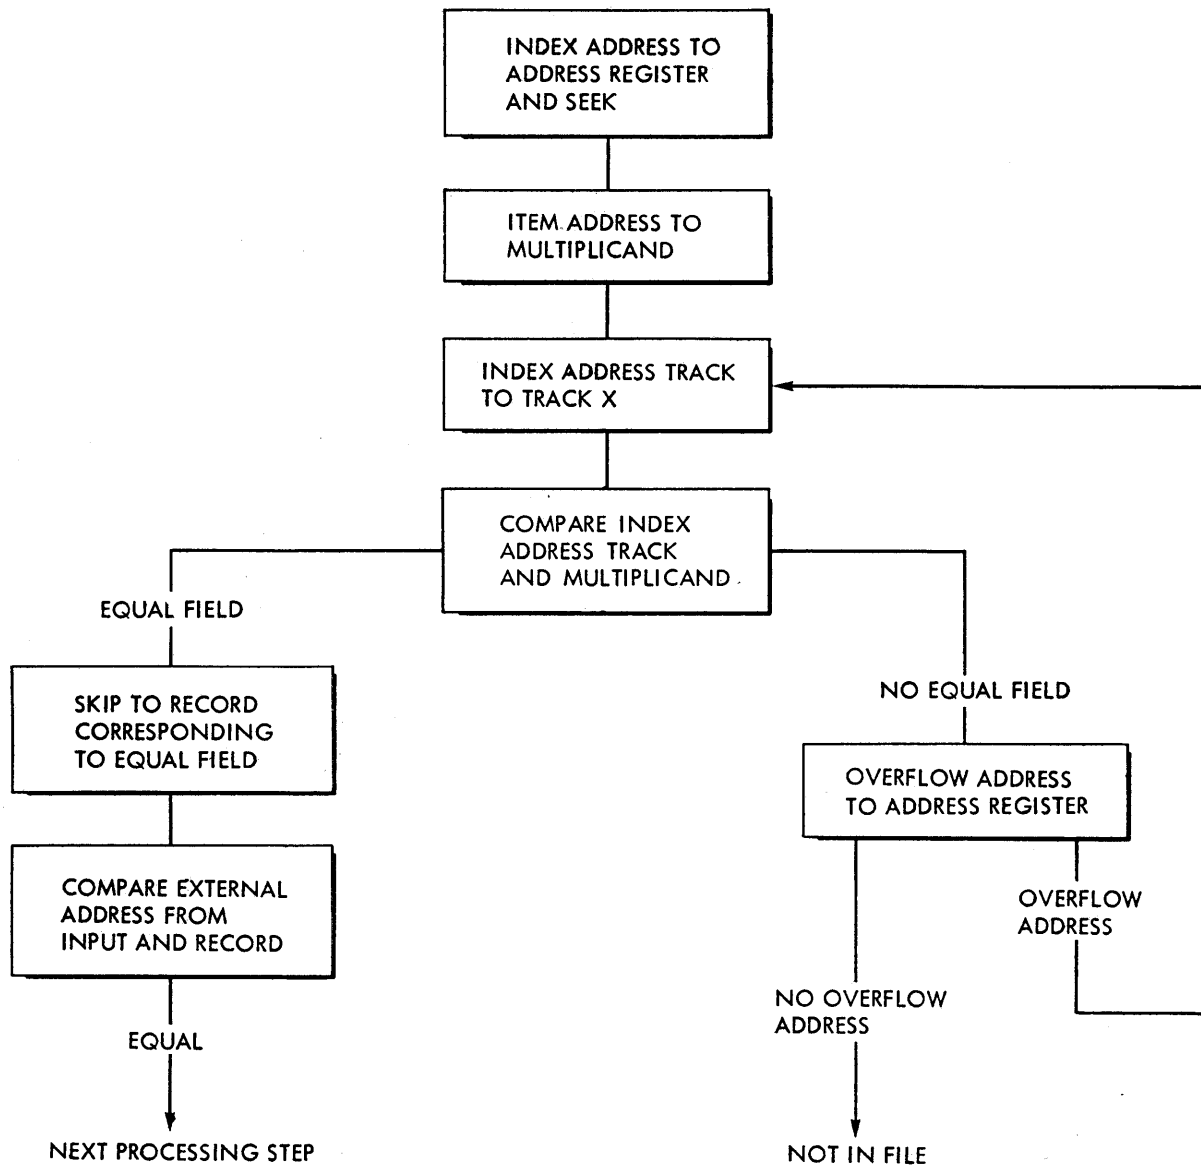 INDEX ADDRESS TO
ADDRESS REGISTER
AND SEEK
ITEM ADDRESS TO
MULTIPLICAND
INDEX ADDRESS TRACK
TO TRACK X
COMPARE INDEX
ADDRESS TRACK
AND MULTIPLICAND
EQUAL FIELD
SKIP TO RECORD
CORRESPONDING
TO EQUAL FIELD
COMPARE EXTERNAL
ADDRESS FROM
INPUT AND RECORD
EQUAL
NEXT PROCESSING STEP
NO EQUAL FIELD
OVERFLOW ADDRESS
TO ADDRESS REGISTER
OVERFLOW
ADDRESS
NO OVERFLOW
ADDRESS
NOT IN FILE